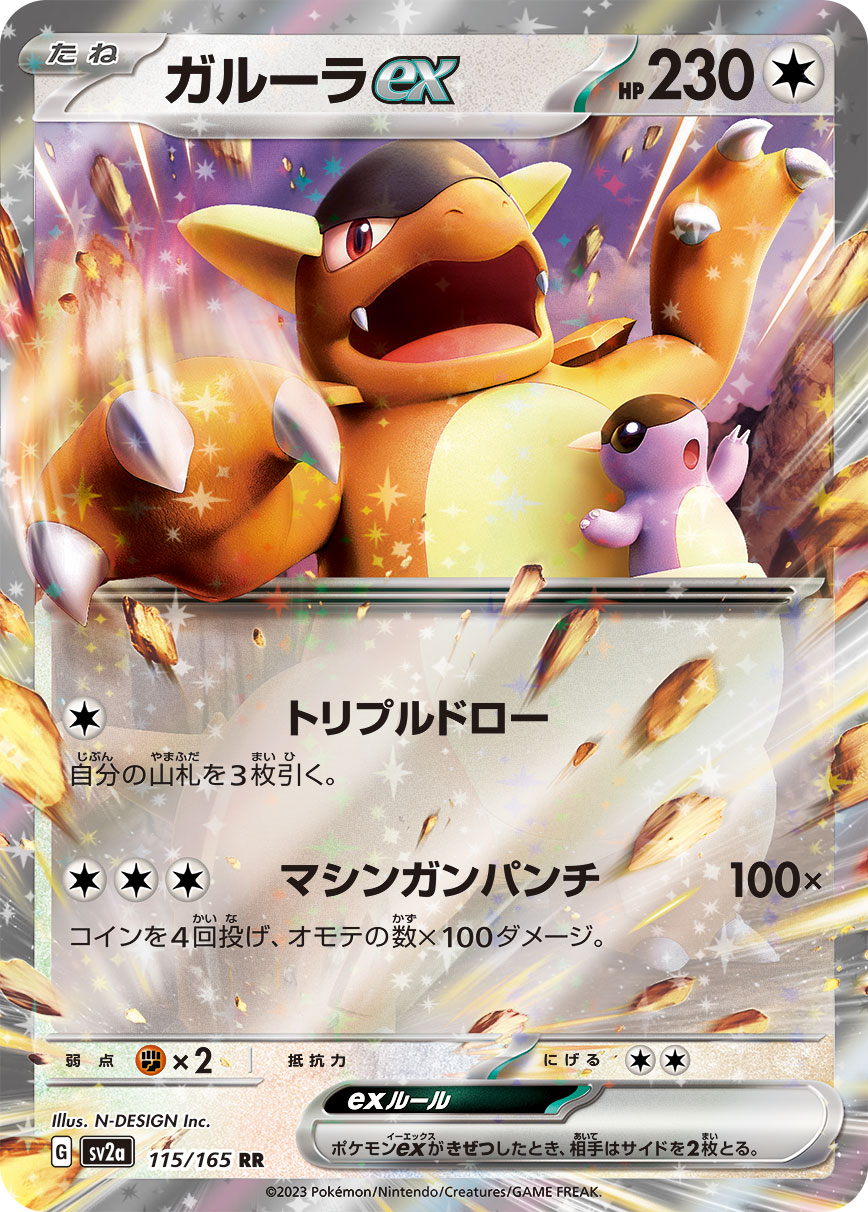 たね ガルーラex HP 230
トリプルドロー
自分の山札を3枚引く。
マシンガンパンチ 100×
コインを4回投げ、オモテの数×100ダメージ。
弱点 ×2 抵抗力 にげる
exルール
ポケモンexがきぜつしたとき、相手はサイドを2枚とる。
Illus. N-DESIGN Inc.
G sv2a 115/165 RR
©2023 Pokémon/Nintendo/Creatures/GAME FREAK.